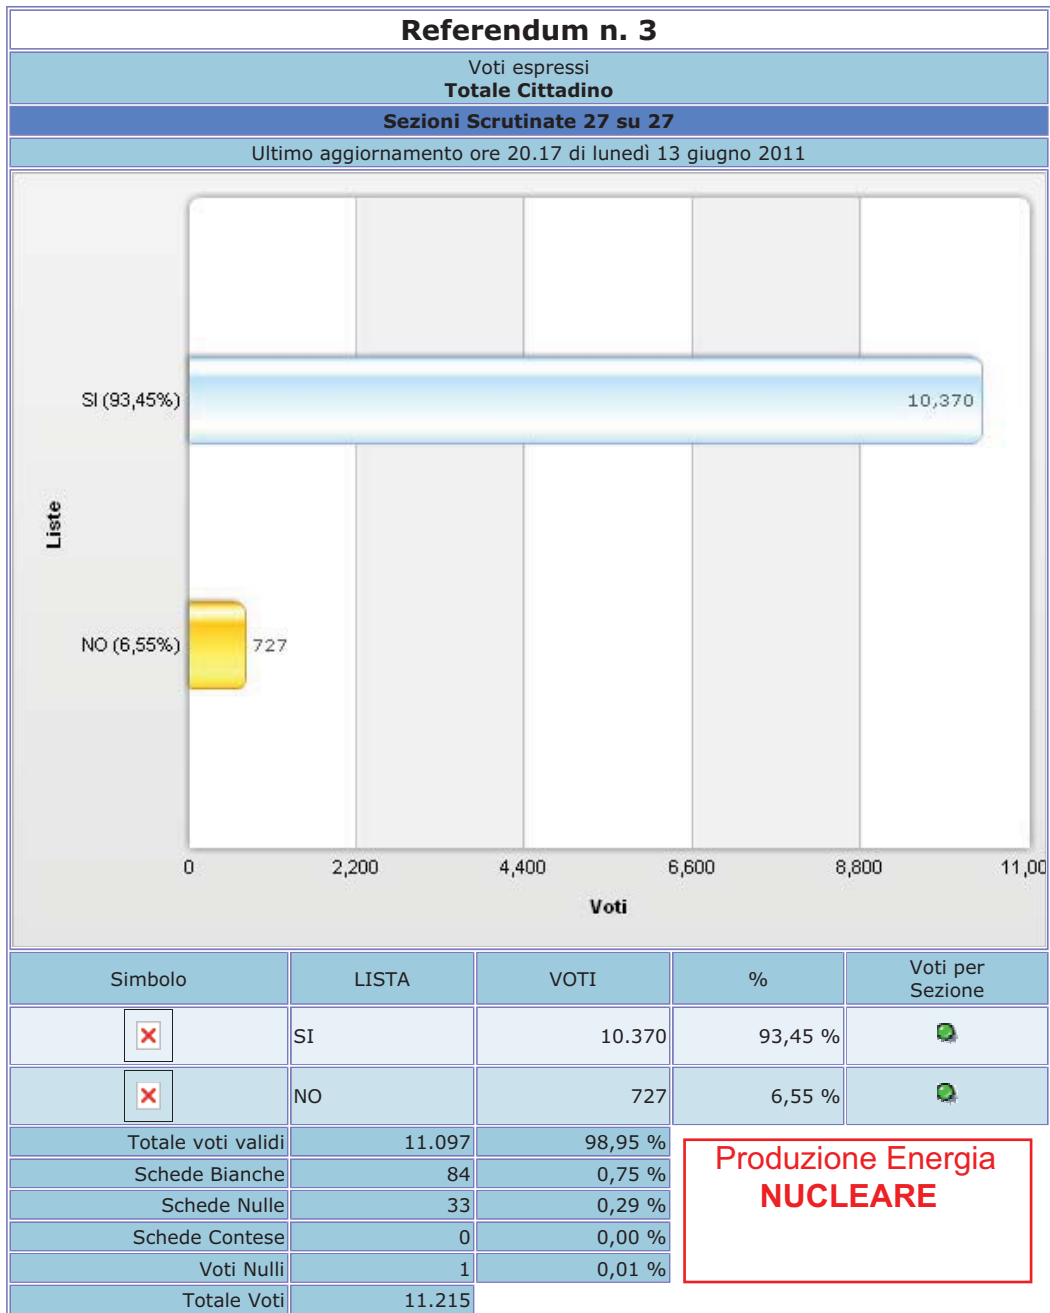 Referendum n. 3
Voti espressi
Totale Cittadino
Sezioni Scrutinate 27 su 27
Ultimo aggiornamento ore 20.17 di lunedì 13 giugno 2011
SI (93,45%)
10,370
Liste
NO (6,55%)
727
0 2,200 4,400 6,600 8,800 11,00
Voti
Simbolo LISTA VOTI % Voti per
Sezione
SI 10.370 93,45 %
NO 727 6,55 %
Totale voti validi 11.097 98,95 %
Schede Bianche 84 0,75 %
Schede Nulle 33 0,29 %
Schede Contese 0 0,00 %
Voti Nulli 1 0,01 %
Totale Voti 11.215
Produzione Energia
NUCLEARE